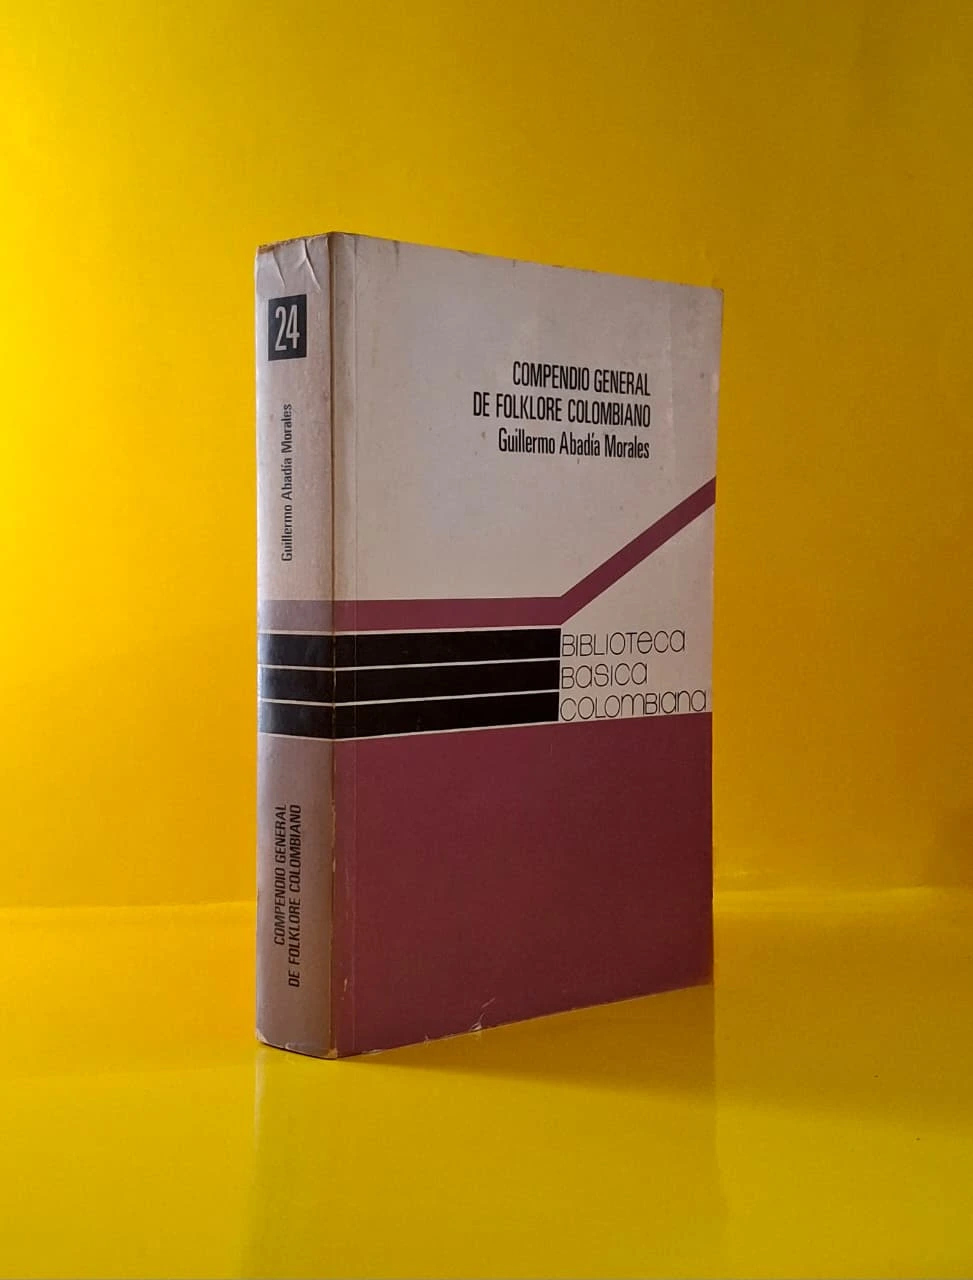 24
Guillermo Abadía Morales
COMPENDIO GENERAL
DE FOLKLORE COLOMBIANO
COMPENDIO GENERAL
DE FOLKLORE COLOMBIANO
Guillermo Abadía Morales
BIBLIOTeca
Basica
COLOMBIana